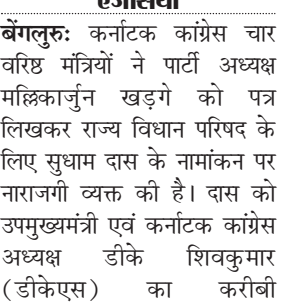 एजेंसियां
बेंगलुरु: कर्नाटक कांग्रेस चार
वरिष्ठ मंत्रियों ने पार्टी अध्यक्ष
मल्लिकार्जुन खड़गे को पत्र
लिखकर राज्य विधान परिषद के
लिए सुधाम दास के नामांकन पर
नाराजगी व्यक्त की है। दास को
उपमुख्यमंत्री एवं कर्नाटक कांग्रेस
अध्यक्ष डीके शिवकुमार
(डीकेएस) का करीबी